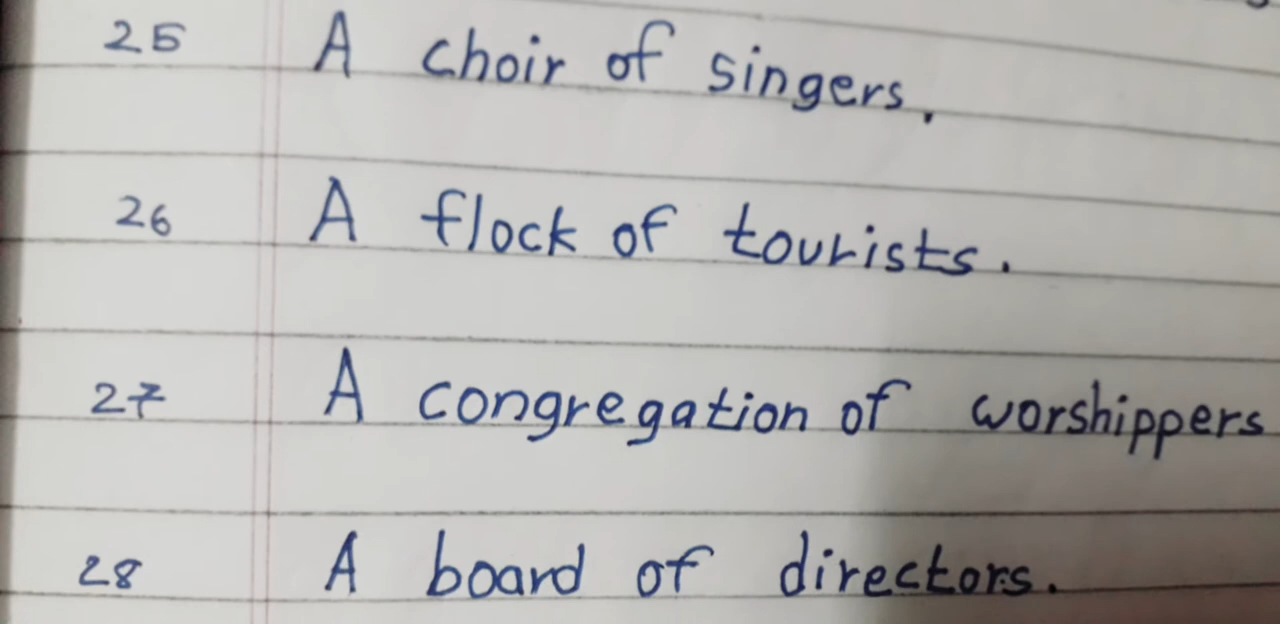 25 A choir of singers.
26 A flock of tourists.
27 A congregation of worshippers
28 A board of directors.